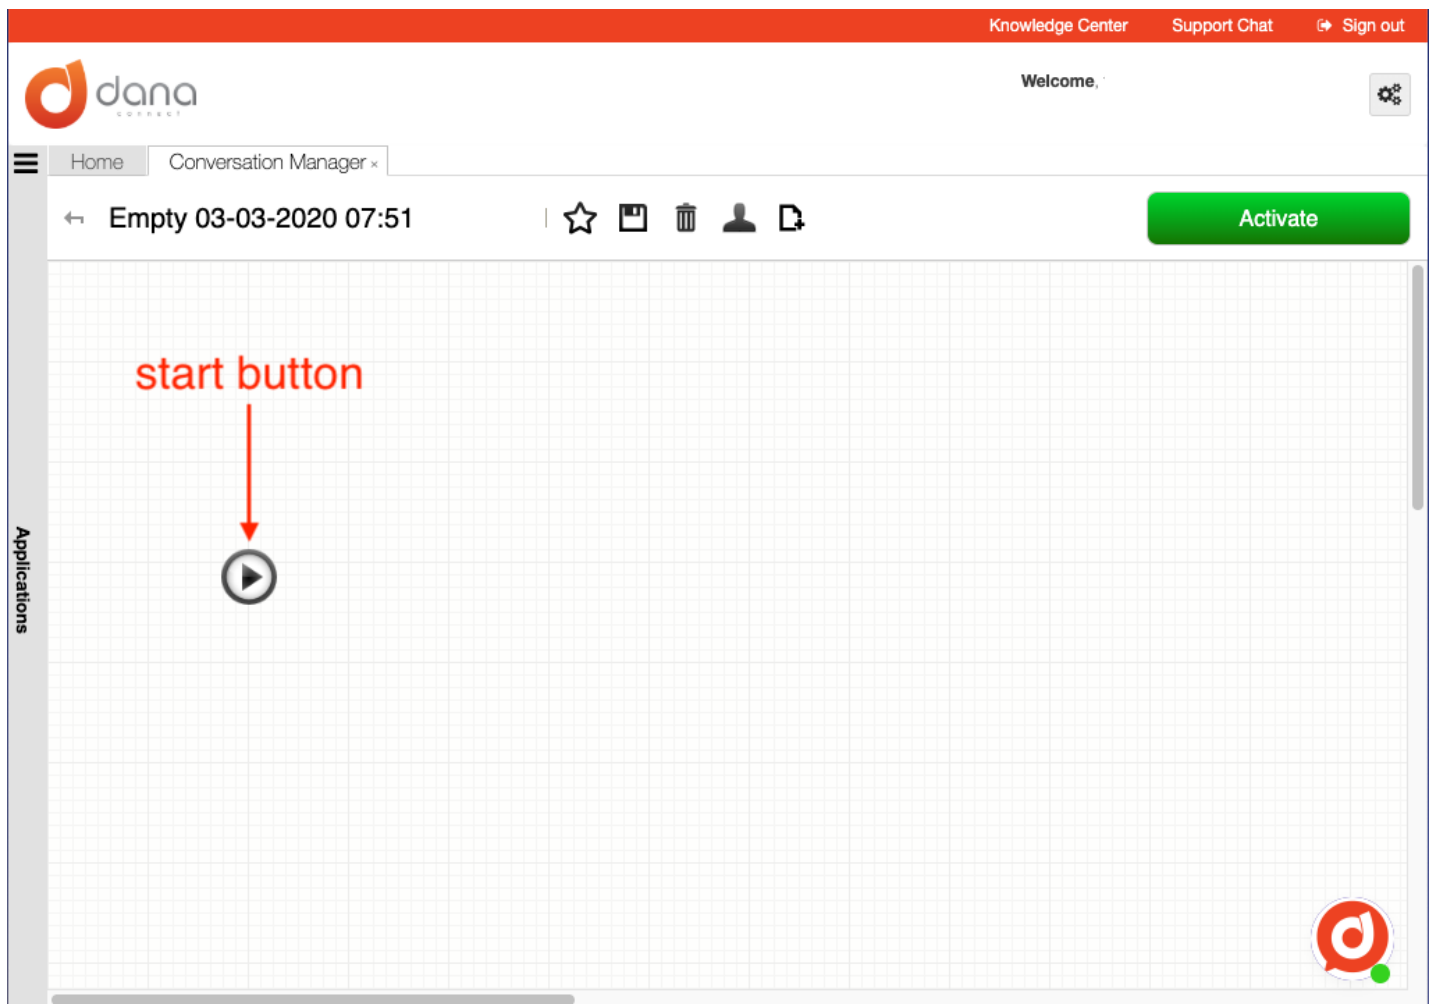 Knowledge Center Support Chat Sign out
dana
CONNECT
Welcome,
Home Conversation Manager ×
Empty 03-03-2020 07:51
Activate
start button
Applications